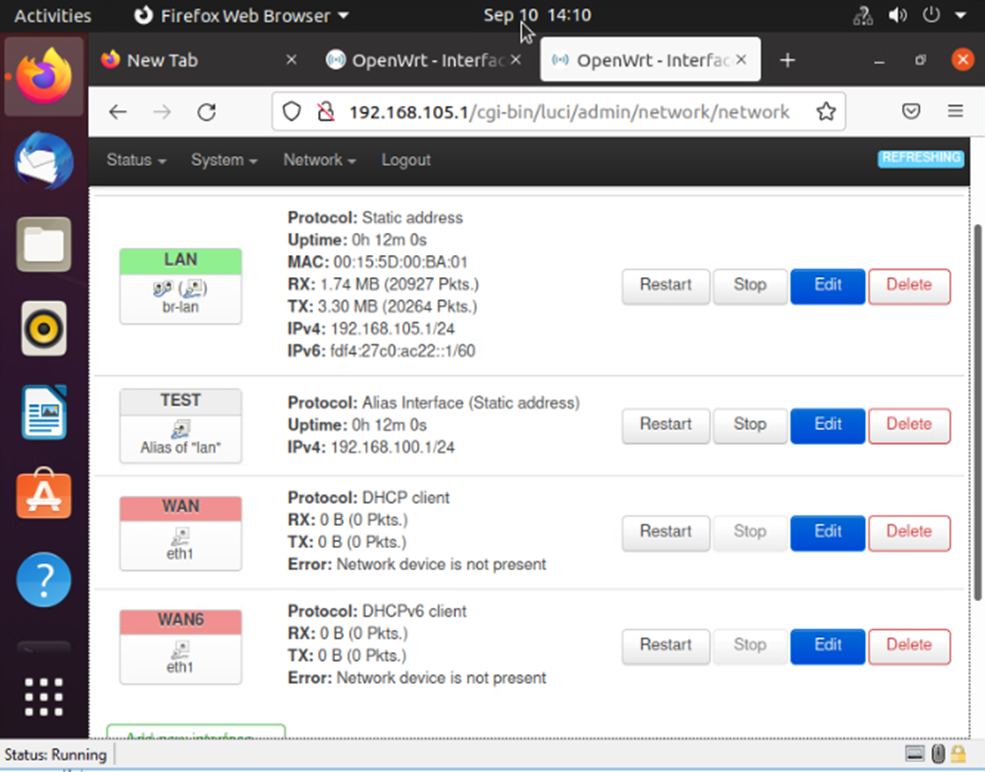 Activities Firefox Web Browser Sep 10 14:10
New Tab OpenWrt - Interfac OpenWrt - Interfac
192.168.105.1/cgi-bin/luci/admin/network/network
Status System Network Logout REFRESHING
LAN
br-lan
Protocol: Static address
Uptime: 0h 12m 0s
MAC: 00:15:5D:00:BA:01
RX: 1.74 MB (20927 Pkts.)
TX: 3.30 MB (20264 Pkts.)
IPv4: 192.168.105.1/24
IPv6: fdf4:27c0:ac22::1/60
Restart Stop Edit Delete
TEST
Alias of "lan"
Protocol: Alias Interface (Static address)
Uptime: 0h 12m 0s
IPv4: 192.168.100.1/24
Restart Stop Edit Delete
WAN
eth1
Protocol: DHCP client
RX: 0 B (0 Pkts.)
TX: 0 B (0 Pkts.)
Error: Network device is not present
Restart Stop Edit Delete
WAN6
eth1
Protocol: DHCPv6 client
RX: 0 B (0 Pkts.)
TX: 0 B (0 Pkts.)
Error: Network device is not present
Restart Stop Edit Delete
Add new interface...
Status: Running